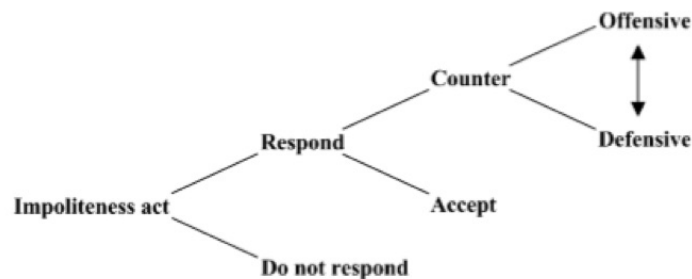 Offensive
Counter
Defensive
Respond
Impoliteness act
Accept
Do not respond